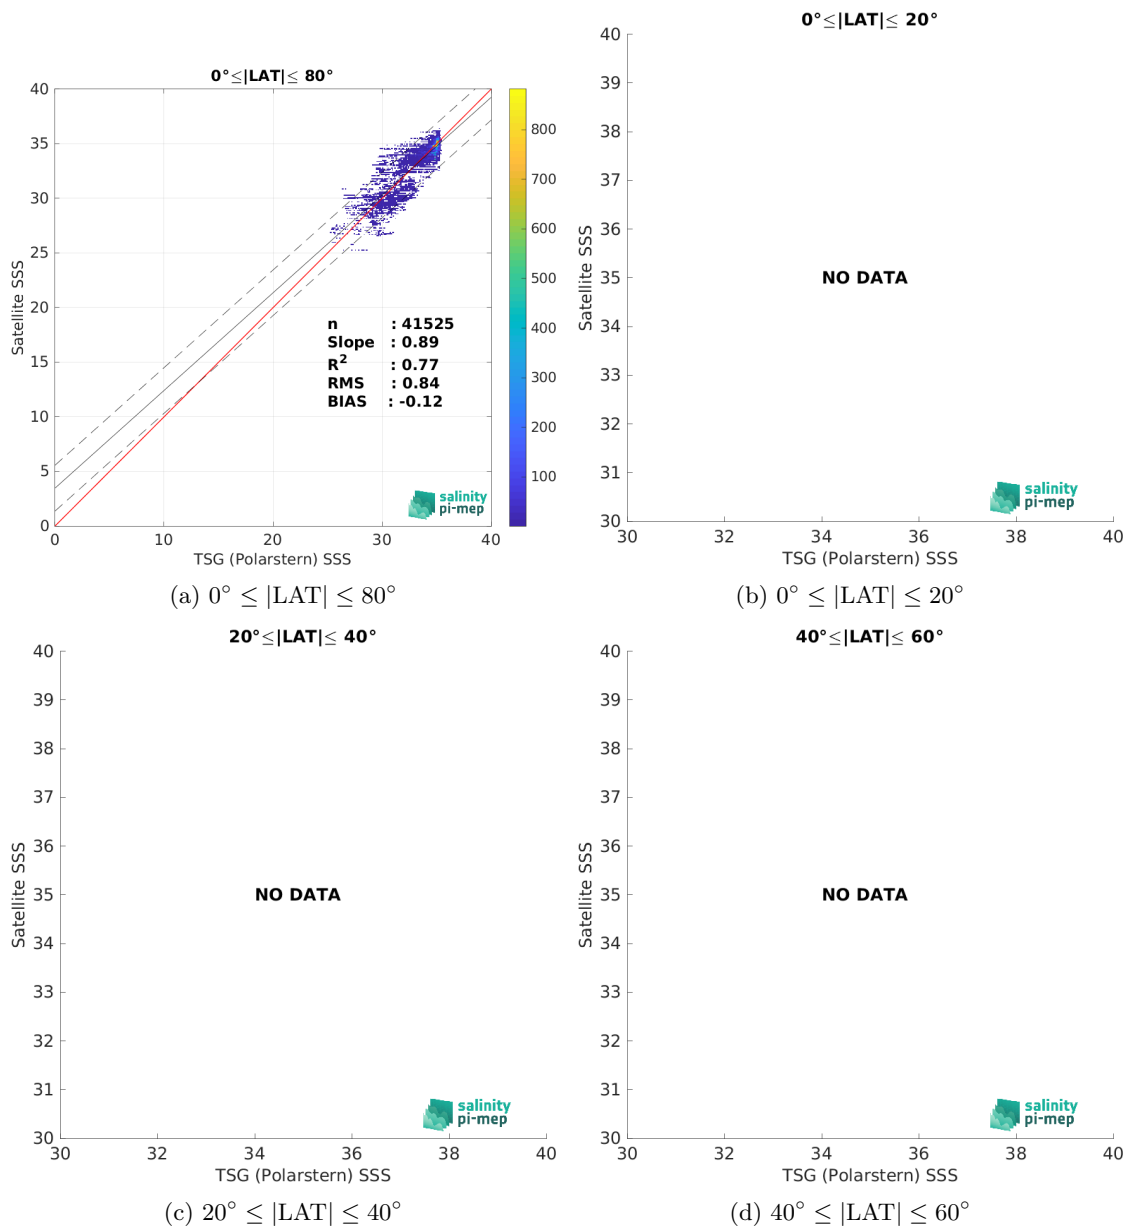 0°≤|LAT|≤ 80°
40
35
30
25
20
15
10
5
0
0
10
20
30
40
Satellite SSS
TSG (Polarstern) SSS
n : 41525
Slope : 0.89
R² : 0.77
RMS : 0.84
BIAS : -0.12
800
700
600
500
400
300
200
100
salinity
pi-mep
(a) 0° ≤ |LAT| ≤ 80°
0°≤|LAT|≤ 20°
40
39
38
37
36
35
34
33
32
31
30
30
32
34
36
38
40
Satellite SSS
TSG (Polarstern) SSS
NO DATA
salinity
pi-mep
(b) 0° ≤ |LAT| ≤ 20°
20°≤|LAT|≤ 40°
40
39
38
37
36
35
34
33
32
31
30
30
32
34
36
38
40
Satellite SSS
TSG (Polarstern) SSS
NO DATA
salinity
pi-mep
(c) 20° ≤ |LAT| ≤ 40°
40°≤|LAT|≤ 60°
40
39
38
37
36
35
34
33
32
31
30
30
32
34
36
38
40
Satellite SSS
TSG (Polarstern) SSS
NO DATA
salinity
pi-mep
(d) 40° ≤ |LAT| ≤ 60°